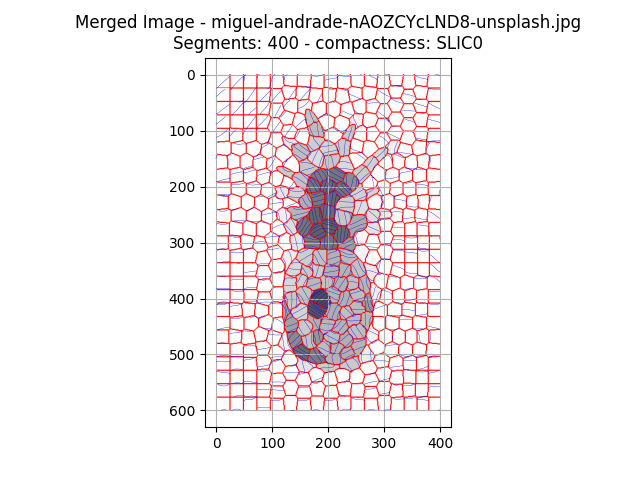 Merged Image - miguel-andrade-nAOZCYcLND8-unsplash.jpg
Segments: 400 - compactness: SLIC0
0
100
200
300
400
500
600
0 100 200 300 400